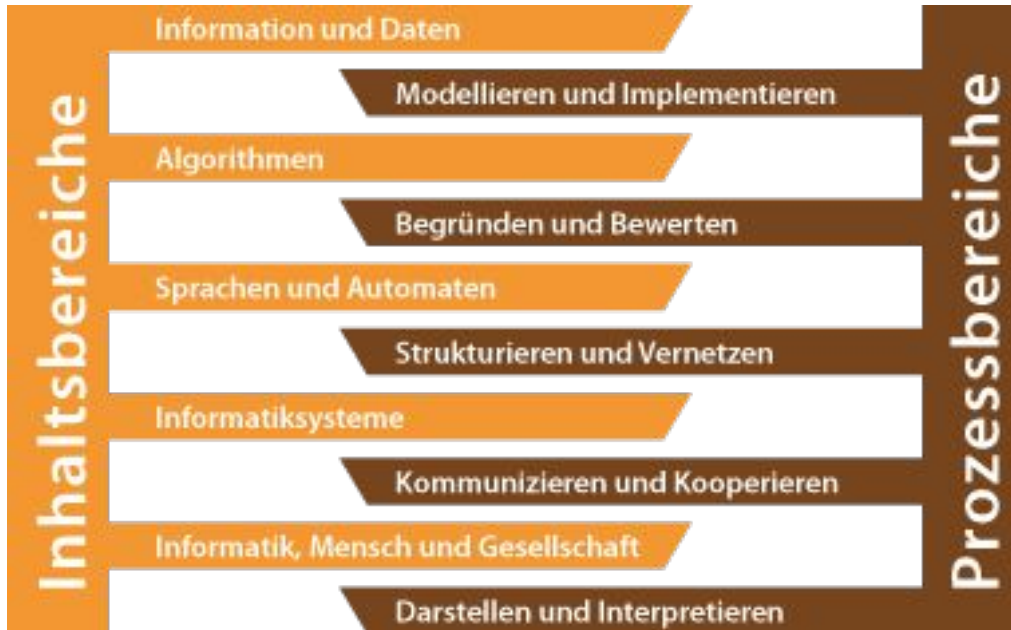 Inhaltsbereiche
Information und Daten
Modellieren und Implementieren
Algorithmen
Begründen und Bewerten
Sprachen und Automaten
Strukturieren und Vernetzen
Informatiksysteme
Kommunizieren und Kooperieren
Informatik, Mensch und Gesellschaft
Darstellen und Interpretieren
Prozessbereiche